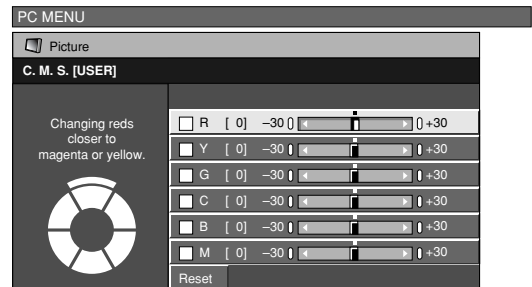 PC MENU
Picture
C. M. S. [USER]
Changing reds
closer to
magenta or yellow.
R [ 0] –30 +30
Y [ 0] –30 +30
G [ 0] –30 +30
C [ 0] –30 +30
B [ 0] –30 +30
M [ 0] –30 +30
Reset